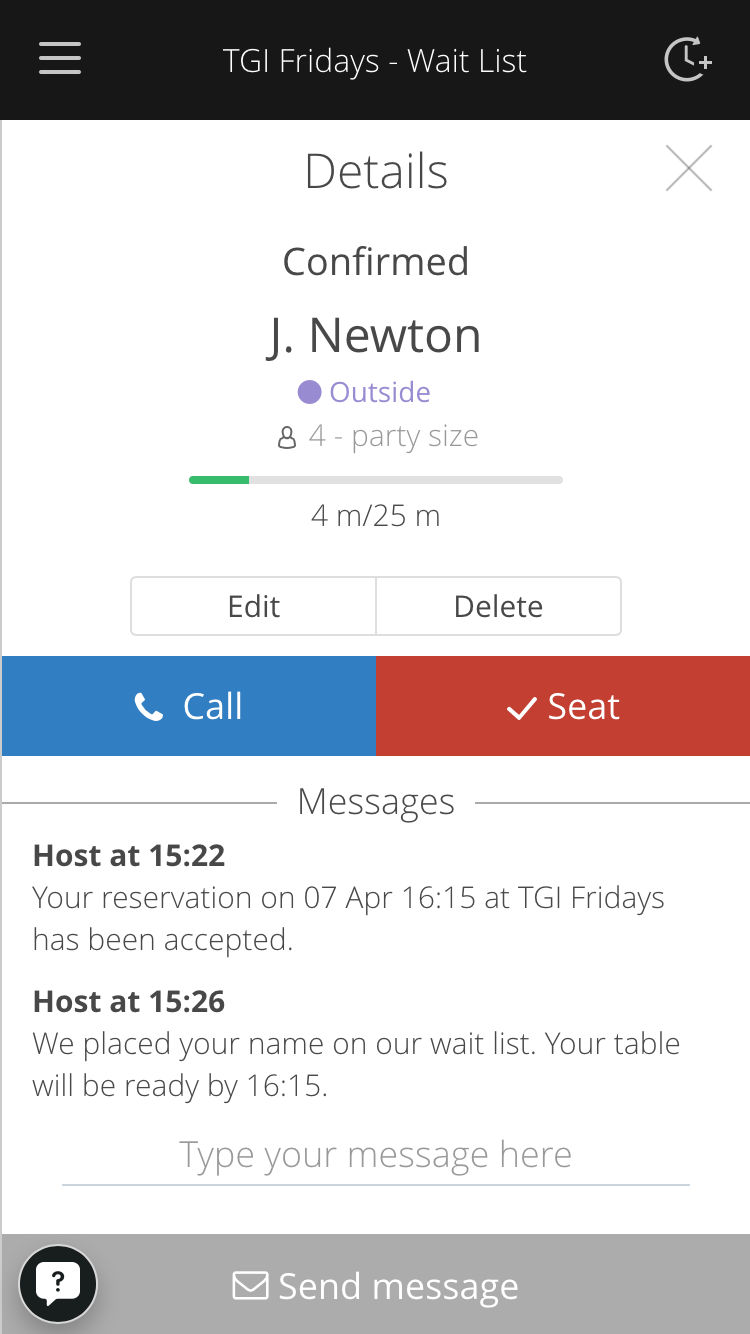 TGI Fridays - Wait List
Details
Confirmed
J. Newton
Outside
4 - party size
4 m/25 m
Edit
Delete
Call
Seat
Messages
Host at 15:22
Your reservation on 07 Apr 16:15 at TGI Fridays
has been accepted.
Host at 15:26
We placed your name on our wait list. Your table
will be ready by 16:15.
Type your message here
?
Send message